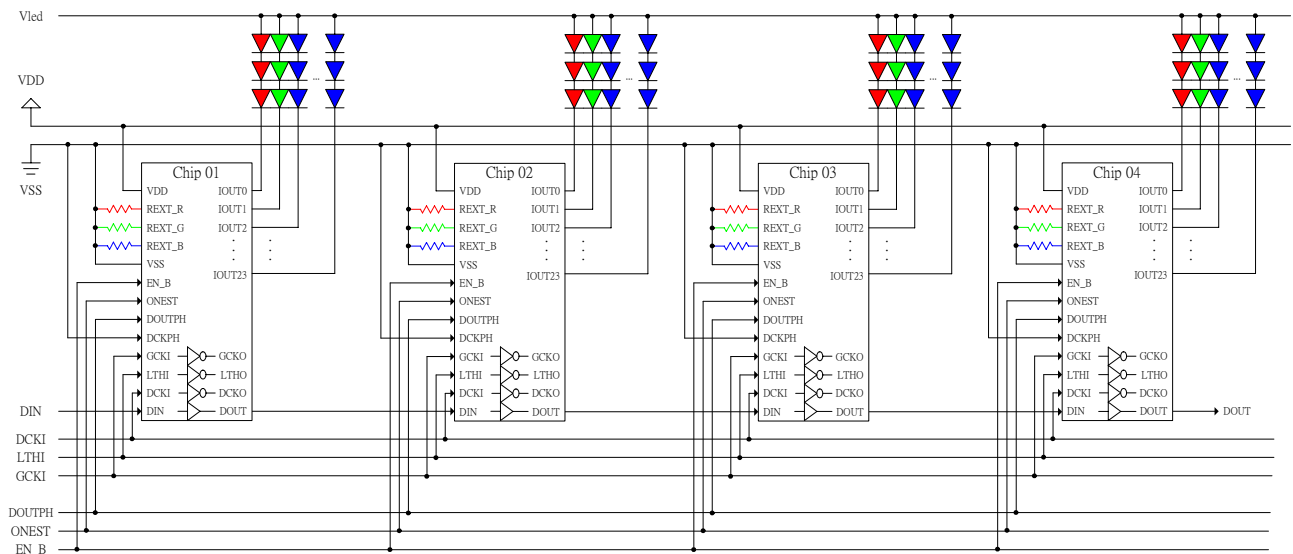 Vled
VDD
VSS
Chip 01
VDD IOUT0
REXT_R IOUT1
REXT_G IOUT2
REXT_B
VSS IOUT23
EN_B
ONEST
DOUTPH
DCKPH
GCKI GCKO
LTHI LTHO
DCKI DCKO
DIN DOUT
...
Chip 02
VDD IOUT0
REXT_R IOUT1
REXT_G IOUT2
REXT_B
VSS IOUT23
EN_B
ONEST
DOUTPH
DCKPH
GCKI GCKO
LTHI LTHO
DCKI DCKO
DIN DOUT
...
Chip 03
VDD IOUT0
REXT_R IOUT1
REXT_G IOUT2
REXT_B
VSS IOUT23
EN_B
ONEST
DOUTPH
DCKPH
GCKI GCKO
LTHI LTHO
DCKI DCKO
DIN DOUT
...
Chip 04
VDD IOUT0
REXT_R IOUT1
REXT_G IOUT2
REXT_B
VSS IOUT23
EN_B
ONEST
DOUTPH
DCKPH
GCKI GCKO
LTHI LTHO
DCKI DCKO
DIN DOUT
...
DOUT
DIN
DCKI
LTHI
GCKI
DOUTPH
ONEST
EN_B